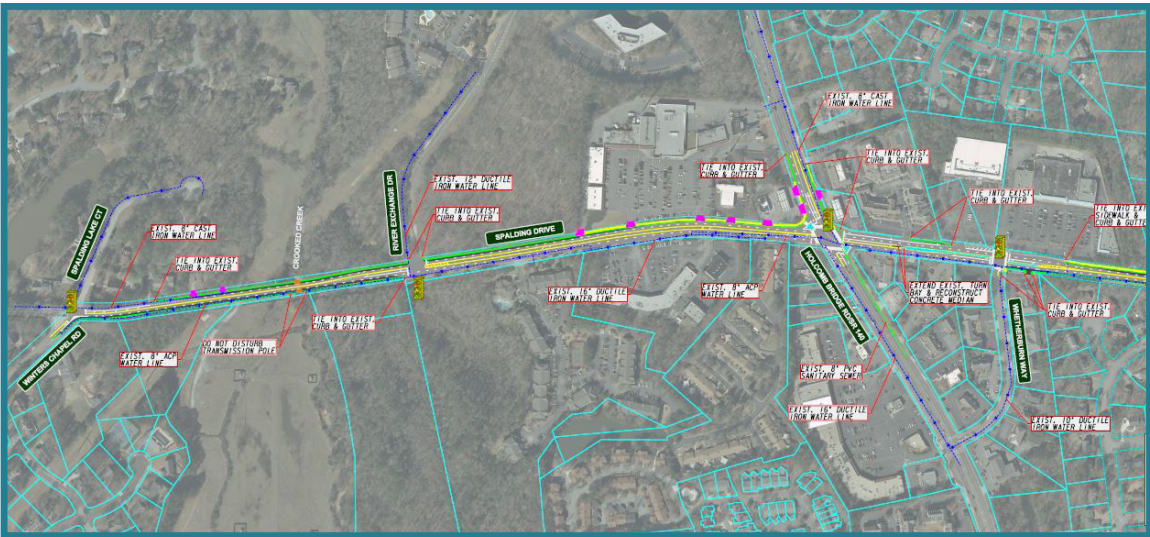 EXIST. 6" CAST
IRON WATER LINE
TIE INTO EXIST.
CURB & GUTTER
TIE INTO EXIST.
CURB & GUTTER
EXIST. 12" DUCTILE
IRON WATER LINE
TIE INTO EXIST.
CURB & GUTTER
TIE INTO EXIST.
CURB & GUTTER
TIE INTO EXI
SIDEWALK &
CURB & GUTTER
RIVER EXCHANGE DR
SPALDING LAKE CT
CAST
IRON WATER LINE
SPALDING DRIVE
CROOKED CREEK
TIE INTO EXIST.
CURB & GUTTER
EXIST. 16" DUCTILE
IRON WATER LINE
EXIST. 8" ACP
WATER LINE
EXTEND EXIST. TURN
BAY & RECONSTRUCT
CONCRETE MEDIAN
TIE INTO EXIST.
CURB & GUTTER
TIE INTO EXIST.
CURB & GUTTER
DO NOT DISTURB
TRANSMISSION POLE
EXIST. 8" ACP
WATER LINE
WINTERS CHAPEL RD
HOLCOMB BRIDGE RD/SR 140
WHETHERBURN WAY
EXIST. 8" PVC
SANITARY SEWER
EXIST. 16" DUCTILE
IRON WATER LINE
EXIST. 10" DUCTILE
IRON WATER LINE